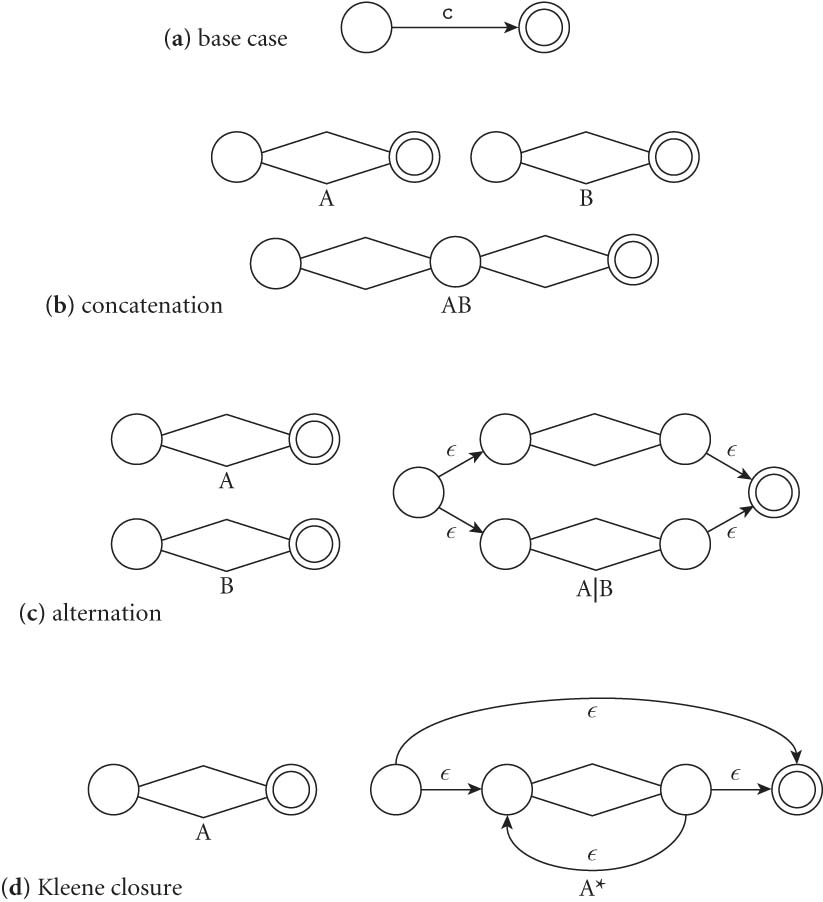 c
(a) base case
A
B
(b) concatenation
AB
A
B
ϵ
ϵ
ϵ
ϵ
A|B
(c) alternation
ϵ
ϵ
ϵ
A
ϵ
A*
(d) Kleene closure